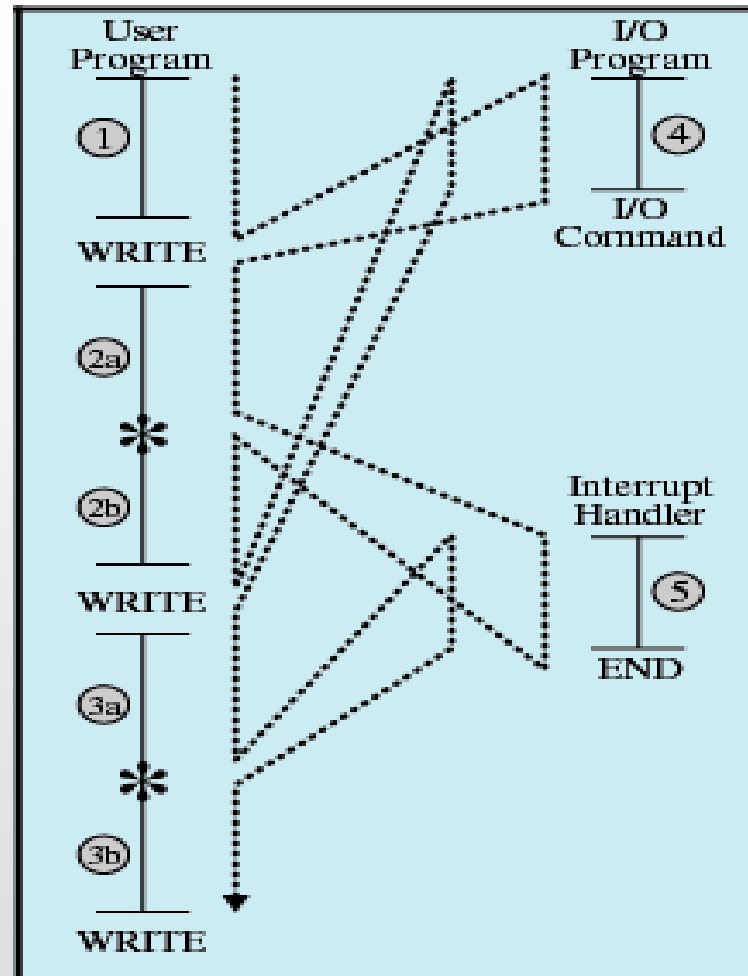 User
Program
1
WRITE
2a
*
2b
WRITE
3a
*
3b
WRITE
I/O
Program
4
I/O
Command
Interrupt
Handler
5
END